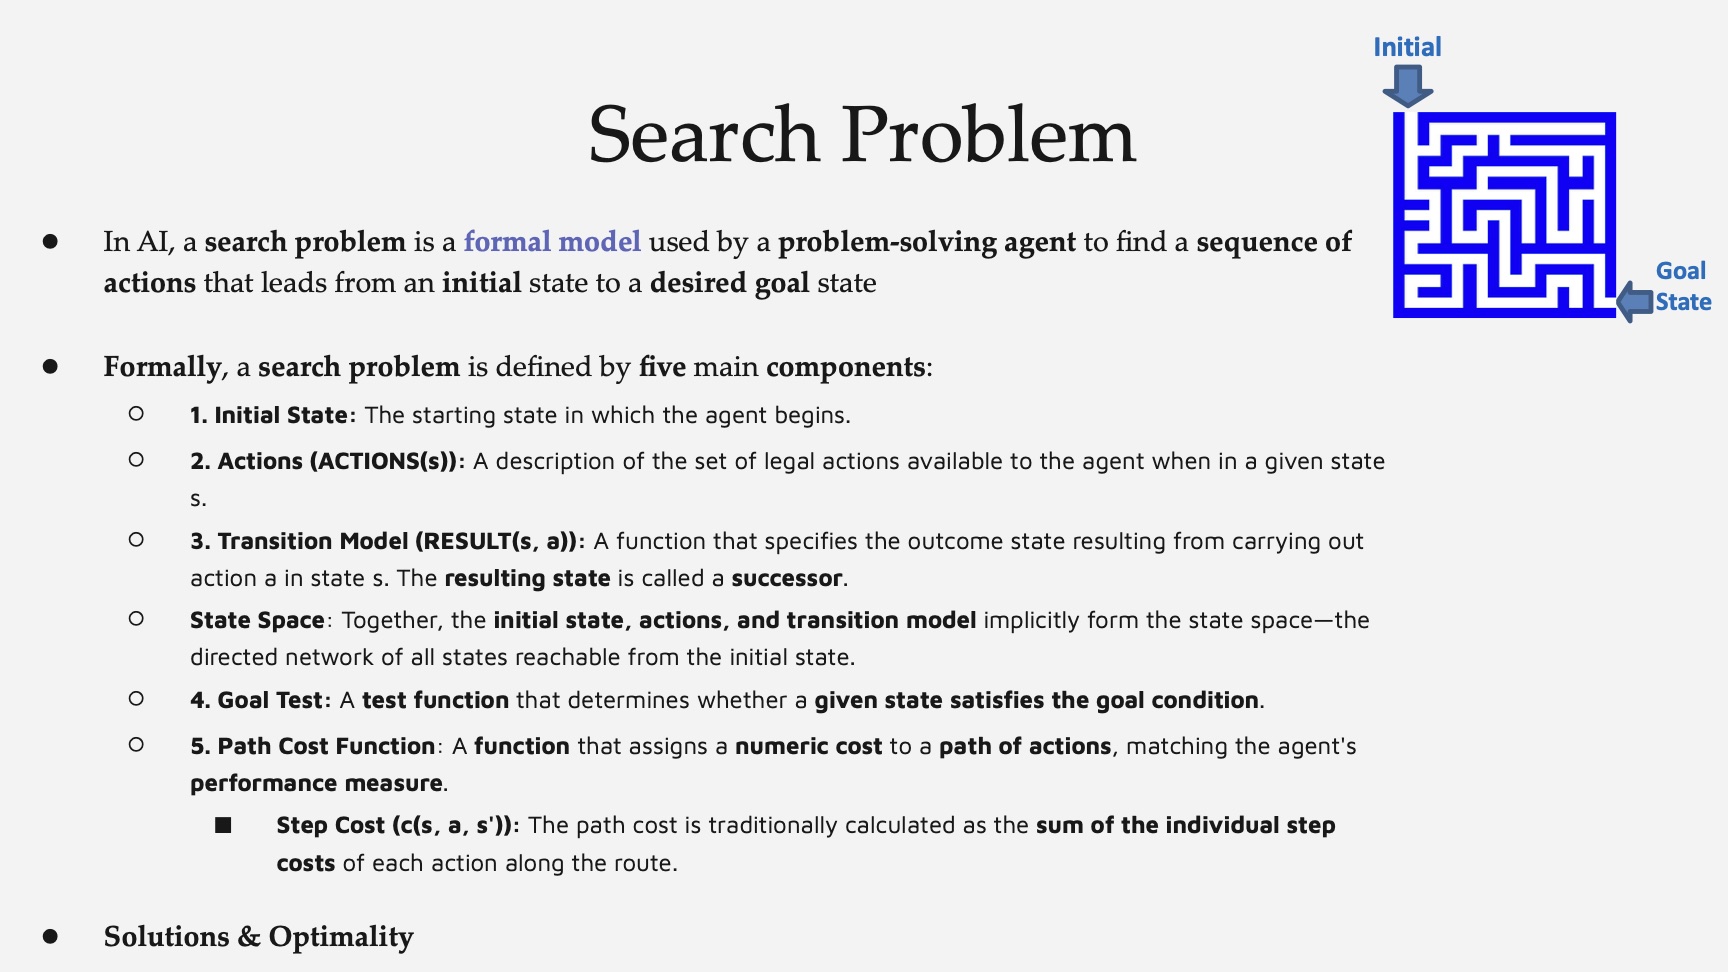 Initial
Search Problem
● In AI, a search problem is a formal model used by a problem-solving agent to find a sequence of
actions that leads from an initial state to a desired goal state
Goal
State
● Formally, a search problem is defined by five main components:
○ 1. Initial State: The starting state in which the agent begins.
○ 2. Actions (ACTIONS(s)): A description of the set of legal actions available to the agent when in a given state
s.
○ 3. Transition Model (RESULT(s, a)): A function that specifies the outcome state resulting from carrying out
action a in state s. The resulting state is called a successor.
○ State Space: Together, the initial state, actions, and transition model implicitly form the state space—the
directed network of all states reachable from the initial state.
○ 4. Goal Test: A test function that determines whether a given state satisfies the goal condition.
○ 5. Path Cost Function: A function that assigns a numeric cost to a path of actions, matching the agent's
performance measure.
■ Step Cost (c(s, a, s')): The path cost is traditionally calculated as the sum of the individual step
costs of each action along the route.
● Solutions & Optimality